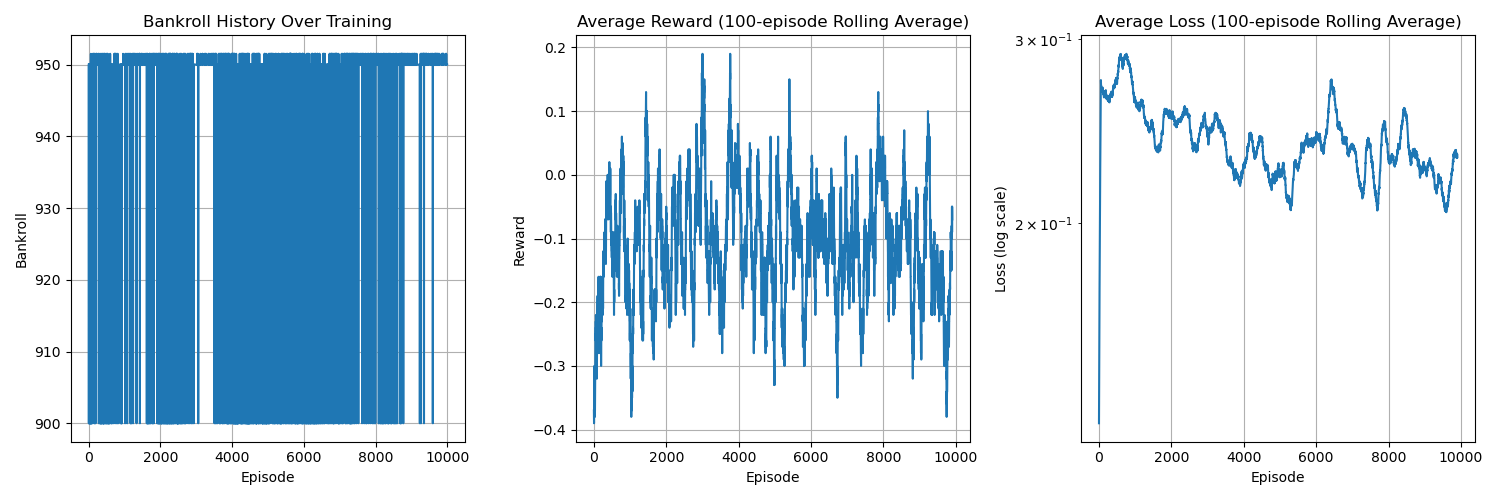 Bankroll History Over Training
Bankroll
950
940
930
920
910
900
0 2000 4000 6000 8000 10000
Episode
Average Reward (100-episode Rolling Average)
Reward
0.2
0.1
0.0
−0.1
−0.2
−0.3
−0.4
0 2000 4000 6000 8000 10000
Episode
Average Loss (100-episode Rolling Average)
Loss (log scale)
3 × 10⁻¹
2 × 10⁻¹
0 2000 4000 6000 8000 10000
Episode